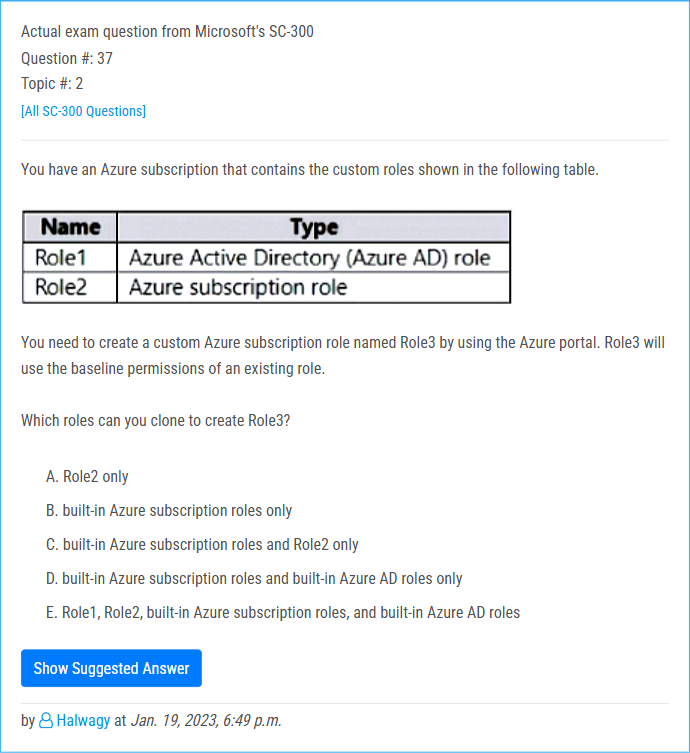 Actual exam question from Microsoft's SC-300
Question #: 37
Topic #: 2
[All SC-300 Questions]
You have an Azure subscription that contains the custom roles shown in the following table.
Name Type
Role1 Azure Active Directory (Azure AD) role
Role2 Azure subscription role
You need to create a custom Azure subscription role named Role3 by using the Azure portal. Role3 will
use the baseline permissions of an existing role.
Which roles can you clone to create Role3?
A. Role2 only
B. built-in Azure subscription roles only
C. built-in Azure subscription roles and Role2 only
D. built-in Azure subscription roles and built-in Azure AD roles only
E. Role1, Role2, built-in Azure subscription roles, and built-in Azure AD roles
Show Suggested Answer
by Halwagy at Jan. 19, 2023, 6:49 p.m.